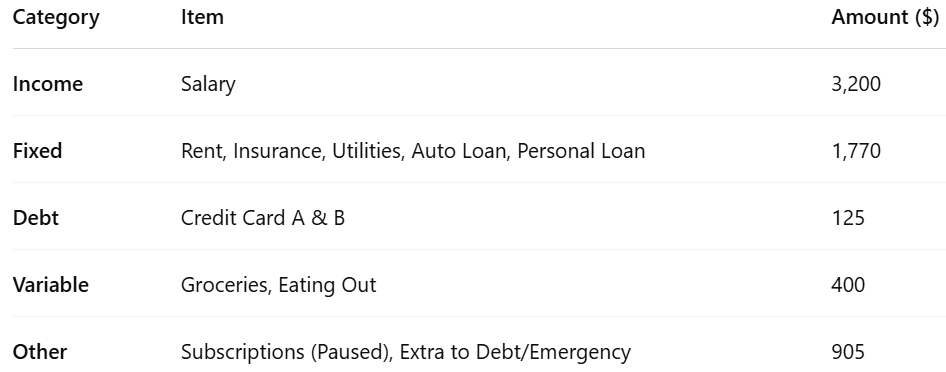 Category Item Amount ($)
Income Salary 3,200
Fixed Rent, Insurance, Utilities, Auto Loan, Personal Loan 1,770
Debt Credit Card A & B 125
Variable Groceries, Eating Out 400
Other Subscriptions (Paused), Extra to Debt/Emergency 905